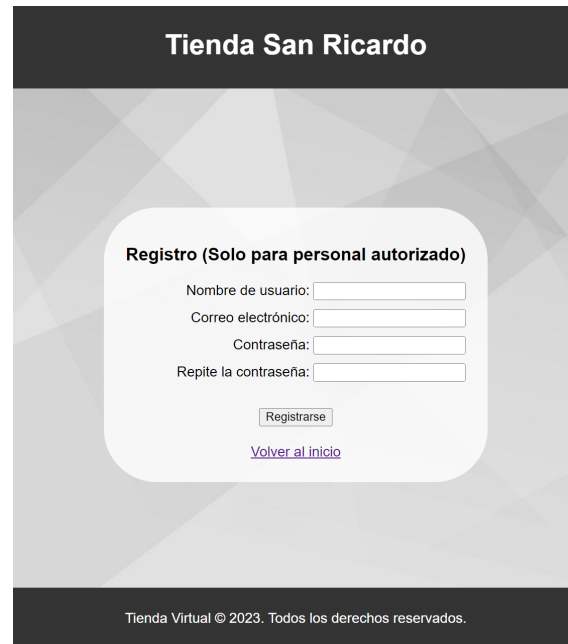 Tienda San Ricardo
Registro (Solo para personal autorizado)
Nombre de usuario:
Correo electrónico:
Contraseña:
Repite la contraseña:
Registrarse
Volver al inicio
Tienda Virtual © 2023. Todos los derechos reservados.